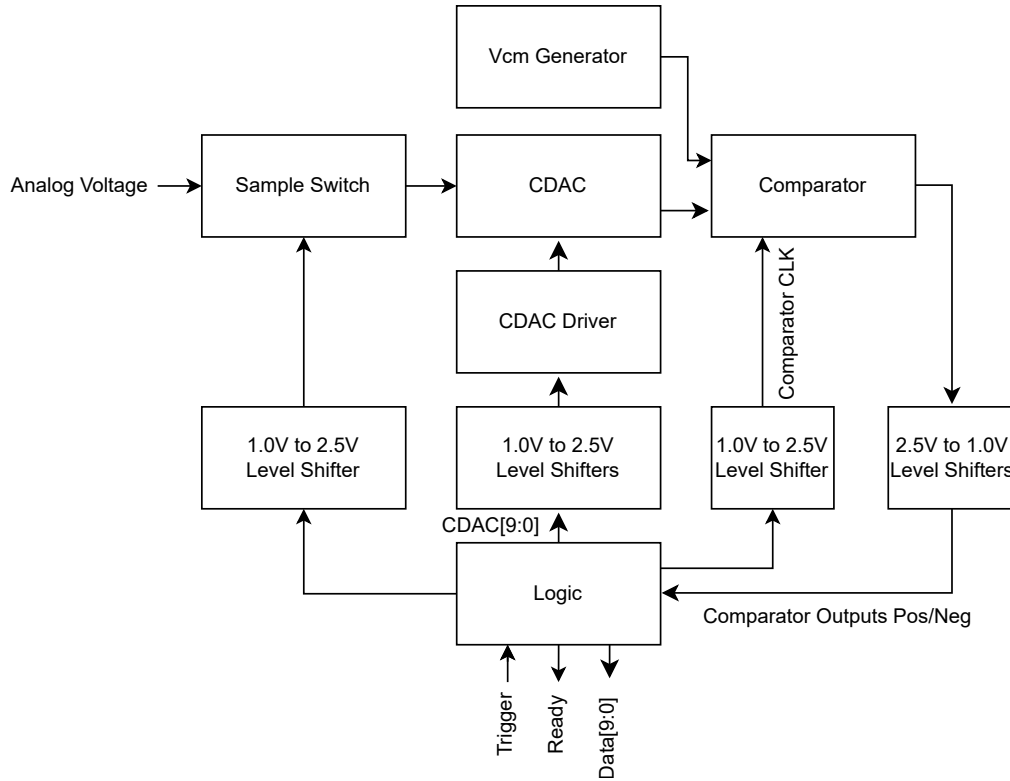 Vcm Generator
Analog Voltage
Sample Switch
CDAC
Comparator
CDAC Driver
Comparator CLK
1.0V to 2.5V
Level Shifter
1.0V to 2.5V
Level Shifters
1.0V to 2.5V
Level Shifter
2.5V to 1.0V
Level Shifters
CDAC[9:0]
Logic
Comparator Outputs Pos/Neg
Trigger
Ready
Data[9:0]